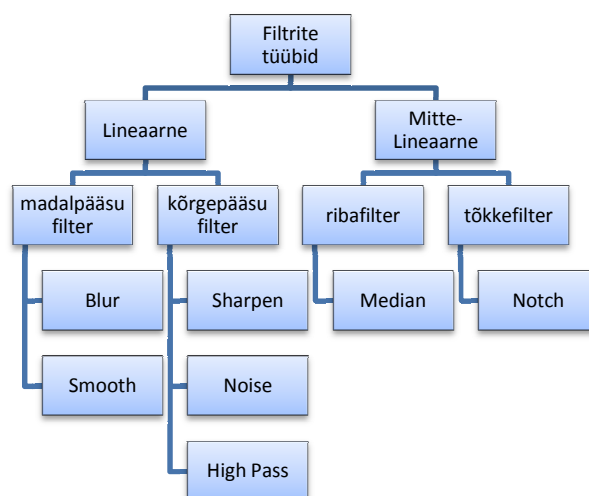 Filtrite
tüübid
Lineaarne
Mitte-
Lineaarne
madalpääsu
filter
kõrgepääsu
filter
ribafilter
tõkkefilter
Blur
Sharpen
Median
Notch
Smooth
Noise
High Pass